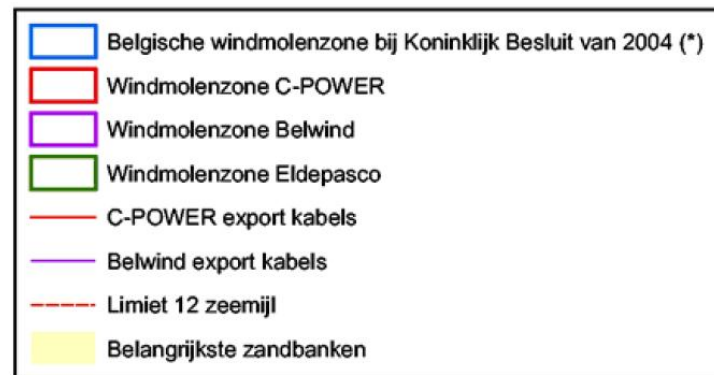 Belgische windmolenzone bij Koninklijk Besluit van 2004 (*)
Windmolenzone C-POWER
Windmolenzone Belwind
Windmolenzone Eldepasco
C-POWER export kabels
Belwind export kabels
Limiet 12 zeemijl
Belangrijkste zandbanken